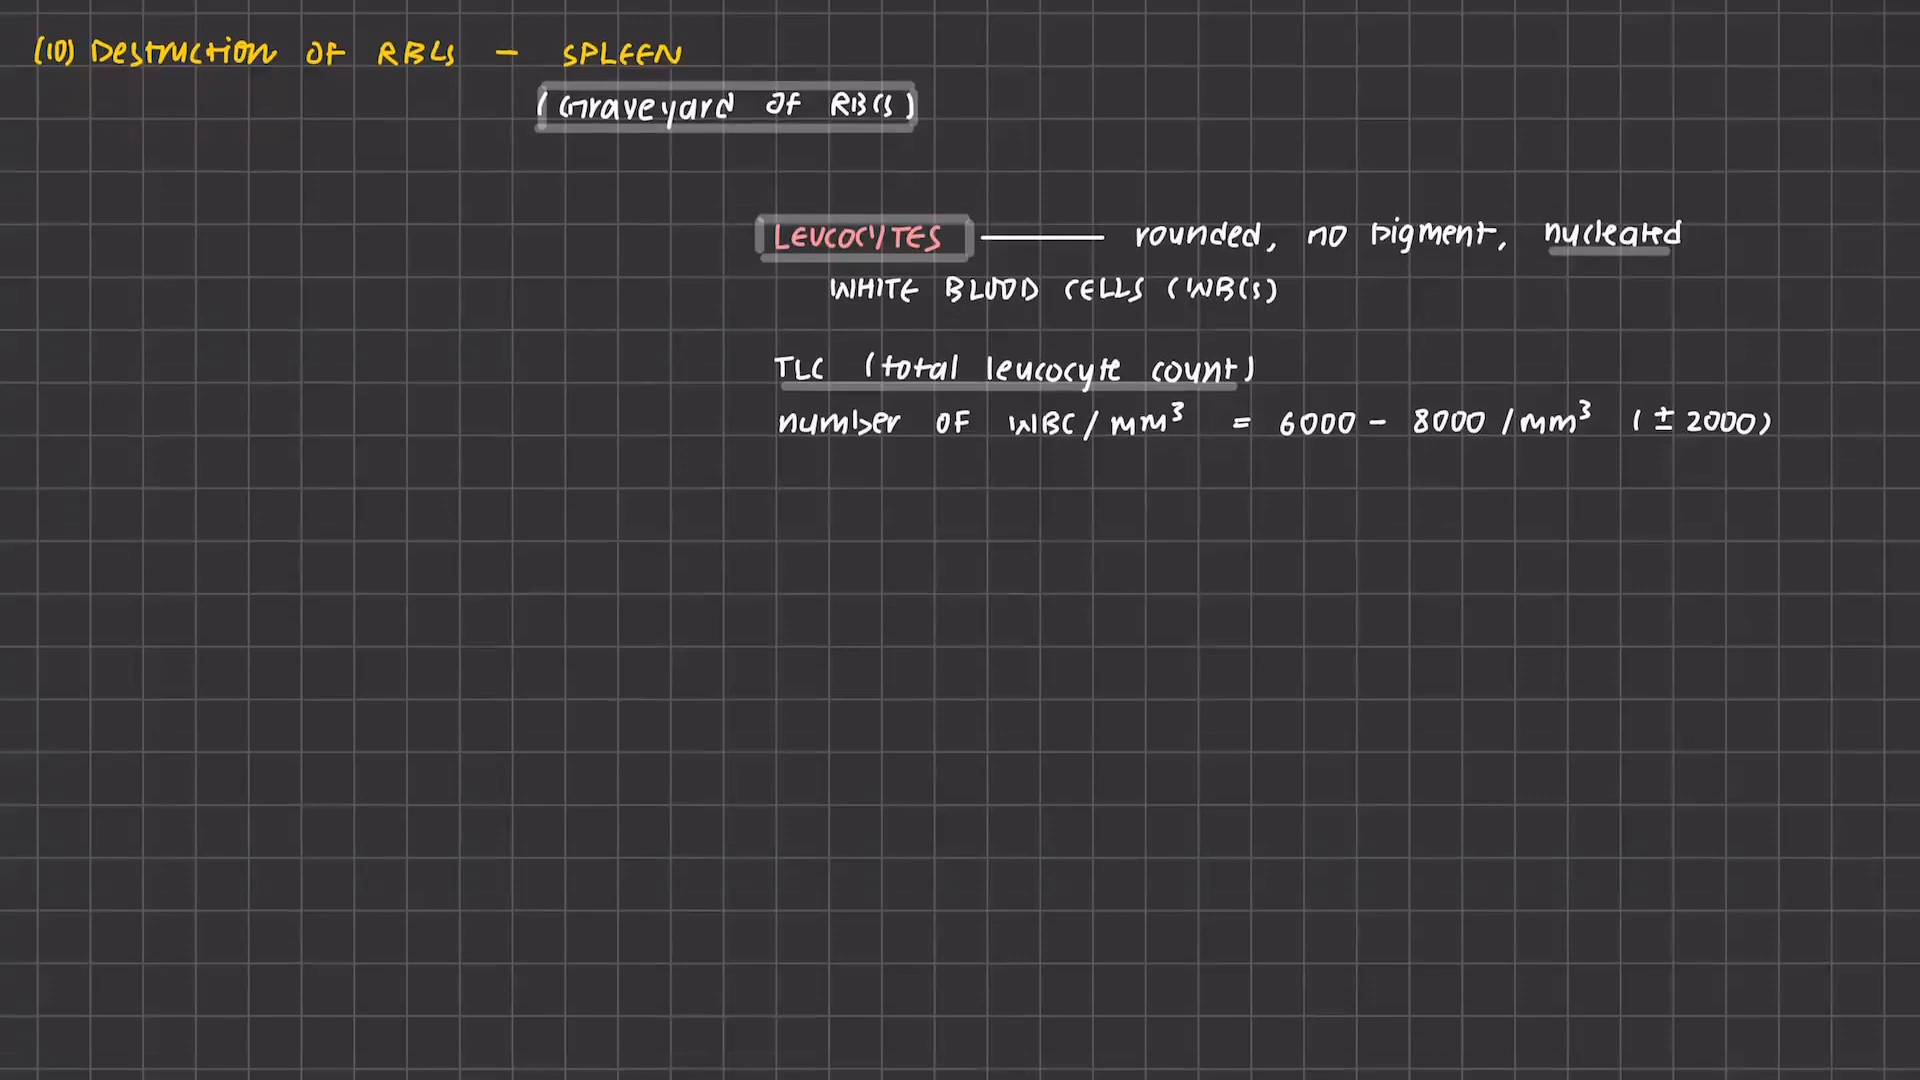 (10) Destruction of RBCs - SPLEEN
(Graveyard of RBCs)
LEUCOCYTES — rounded, no pigment, nucleated
WHITE BLOOD CELLS (WBCs)
TLC (total leucocyte count)
number of WBC/mm³ = 6000 - 8000 /mm³ (± 2000)